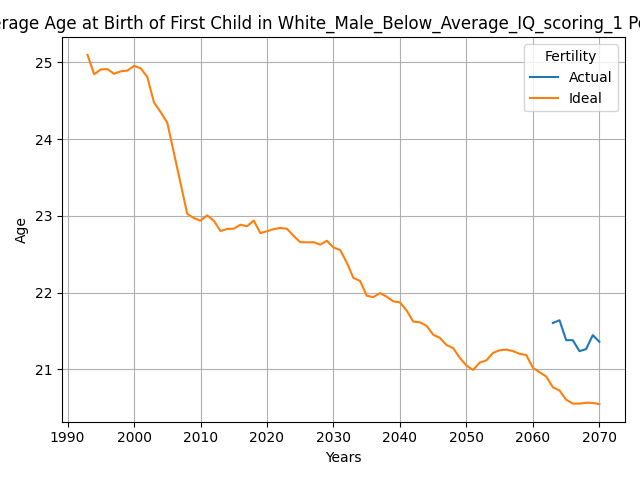 erage Age at Birth of First Child in White_Male_Below_Average_IQ_scoring_1 Po
Fertility
Actual
Ideal
25
24
23
22
21
Age
1990 2000 2010 2020 2030 2040 2050 2060 2070
Years